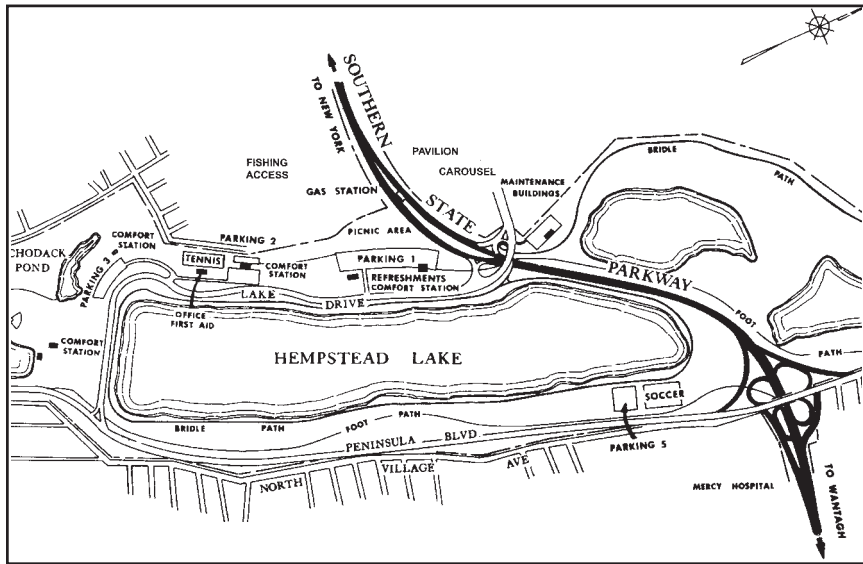 SOUTHERN
STATE
PARKWAY
TO NEW YORK
FISHING
ACCESS
PAVILION
CAROUSEL
GAS STATION
MAINTENANCE
BUILDINGS
BRIDLE
PATH
COMFORT
STATION
PARKING 2
PICNIC AREA
CHODACK
POND
PARKING 3
TENNIS
COMFORT
STATION
PARKING 1
REFRESHMENTS
COMFORT STATION
LAKE DRIVE
OFFICE
FIRST AID
FOOT
PATH
COMFORT
STATION
HEMPSTEAD LAKE
SOCCER
BRIDLE PATH
FOOT PATH
PENINSULA BLVD.
PARKING 5
NORTH VILLAGE AVE
MERCY HOSPITAL
TO WANTAGH